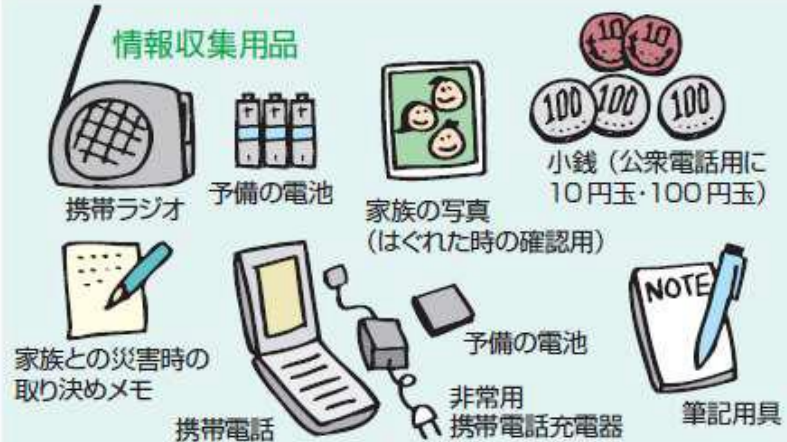 情報収集用品
10 10
100 100 100
携帯ラジオ
予備の電池
家族の写真
(はぐれた時の確認用)
小銭(公衆電話用に
10円玉・100円玉)
家族との災害時の
取り決めメモ
携帯電話
予備の電池
非常用
携帯電話充電器
NOTE
筆記用具